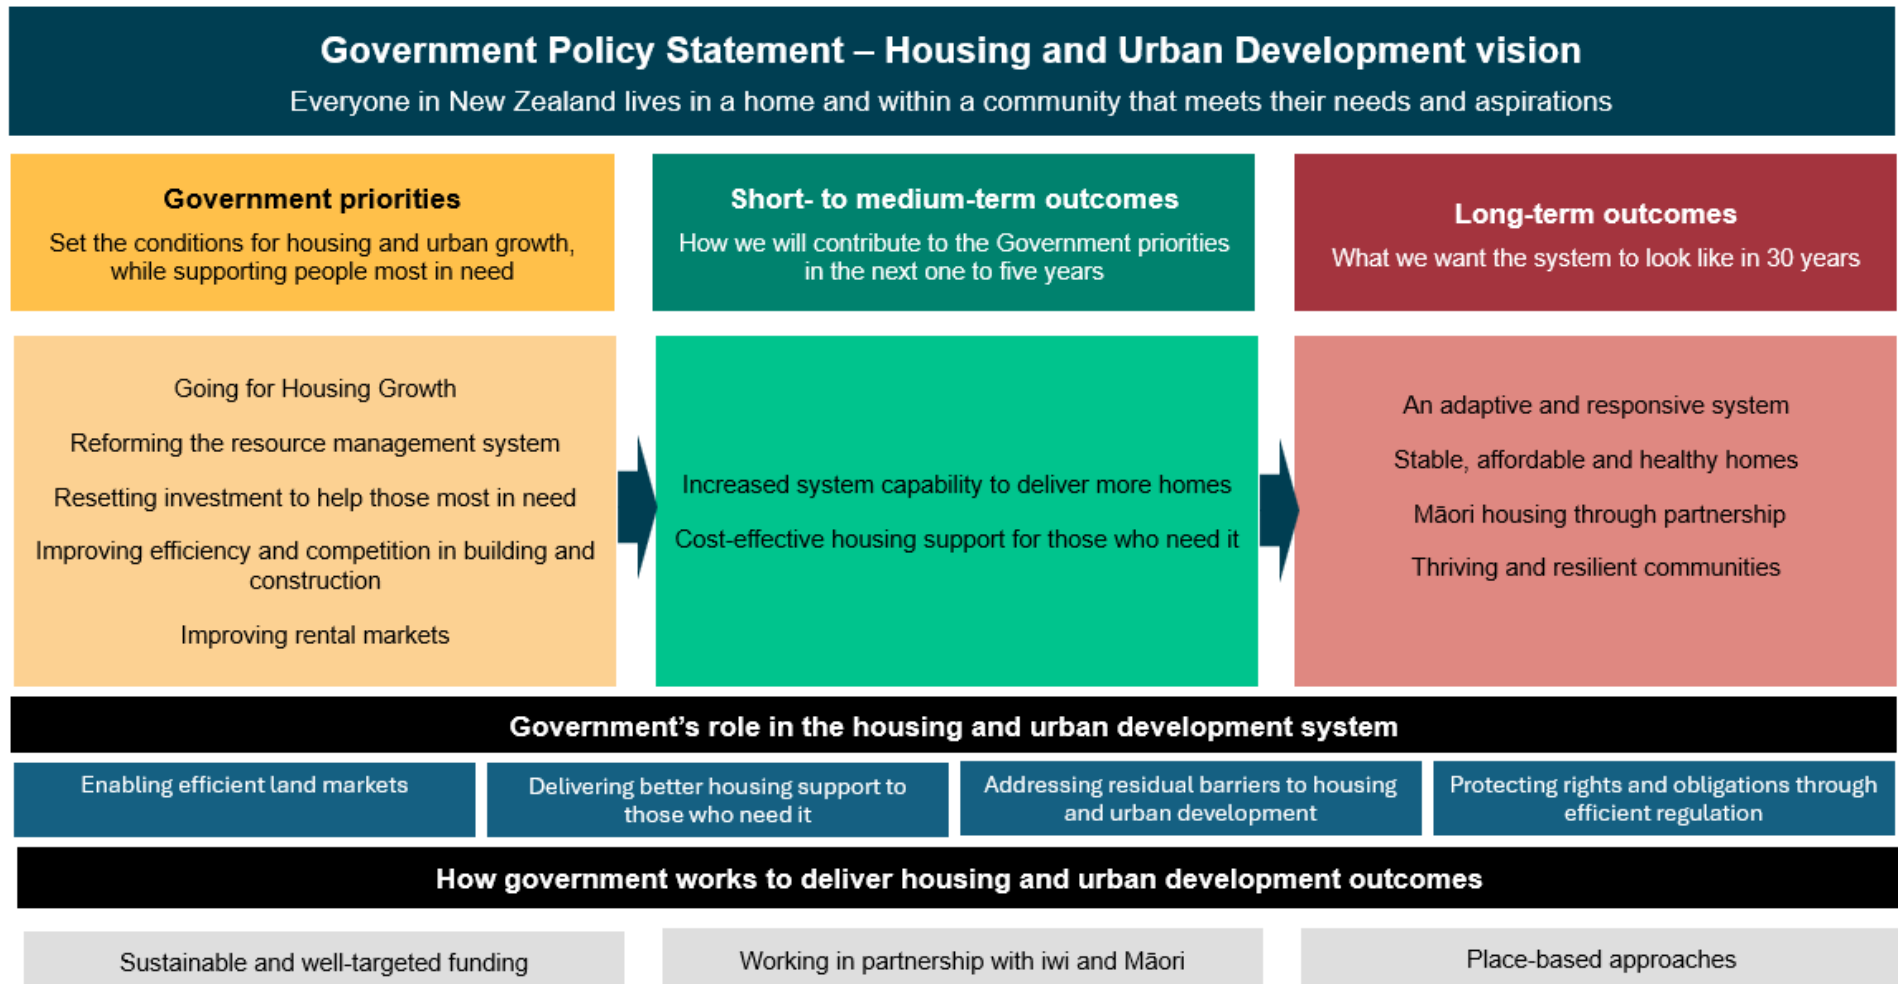 Government Policy Statement – Housing and Urban Development vision
Everyone in New Zealand lives in a home and within a community that meets their needs and aspirations
Government priorities
Set the conditions for housing and urban growth,
while supporting people most in need
Short- to medium-term outcomes
How we will contribute to the Government priorities
in the next one to five years
Long-term outcomes
What we want the system to look like in 30 years
Going for Housing Growth
Reforming the resource management system
Resetting investment to help those most in need
Improving efficiency and competition in building and
construction
Improving rental markets
Increased system capability to deliver more homes
Cost-effective housing support for those who need it
An adaptive and responsive system
Stable, affordable and healthy homes
Māori housing through partnership
Thriving and resilient communities
Government’s role in the housing and urban development system
Enabling efficient land markets
Delivering better housing support to
those who need it
Addressing residual barriers to housing
and urban development
Protecting rights and obligations through
efficient regulation
How government works to deliver housing and urban development outcomes
Sustainable and well-targeted funding
Working in partnership with iwi and Māori
Place-based approaches